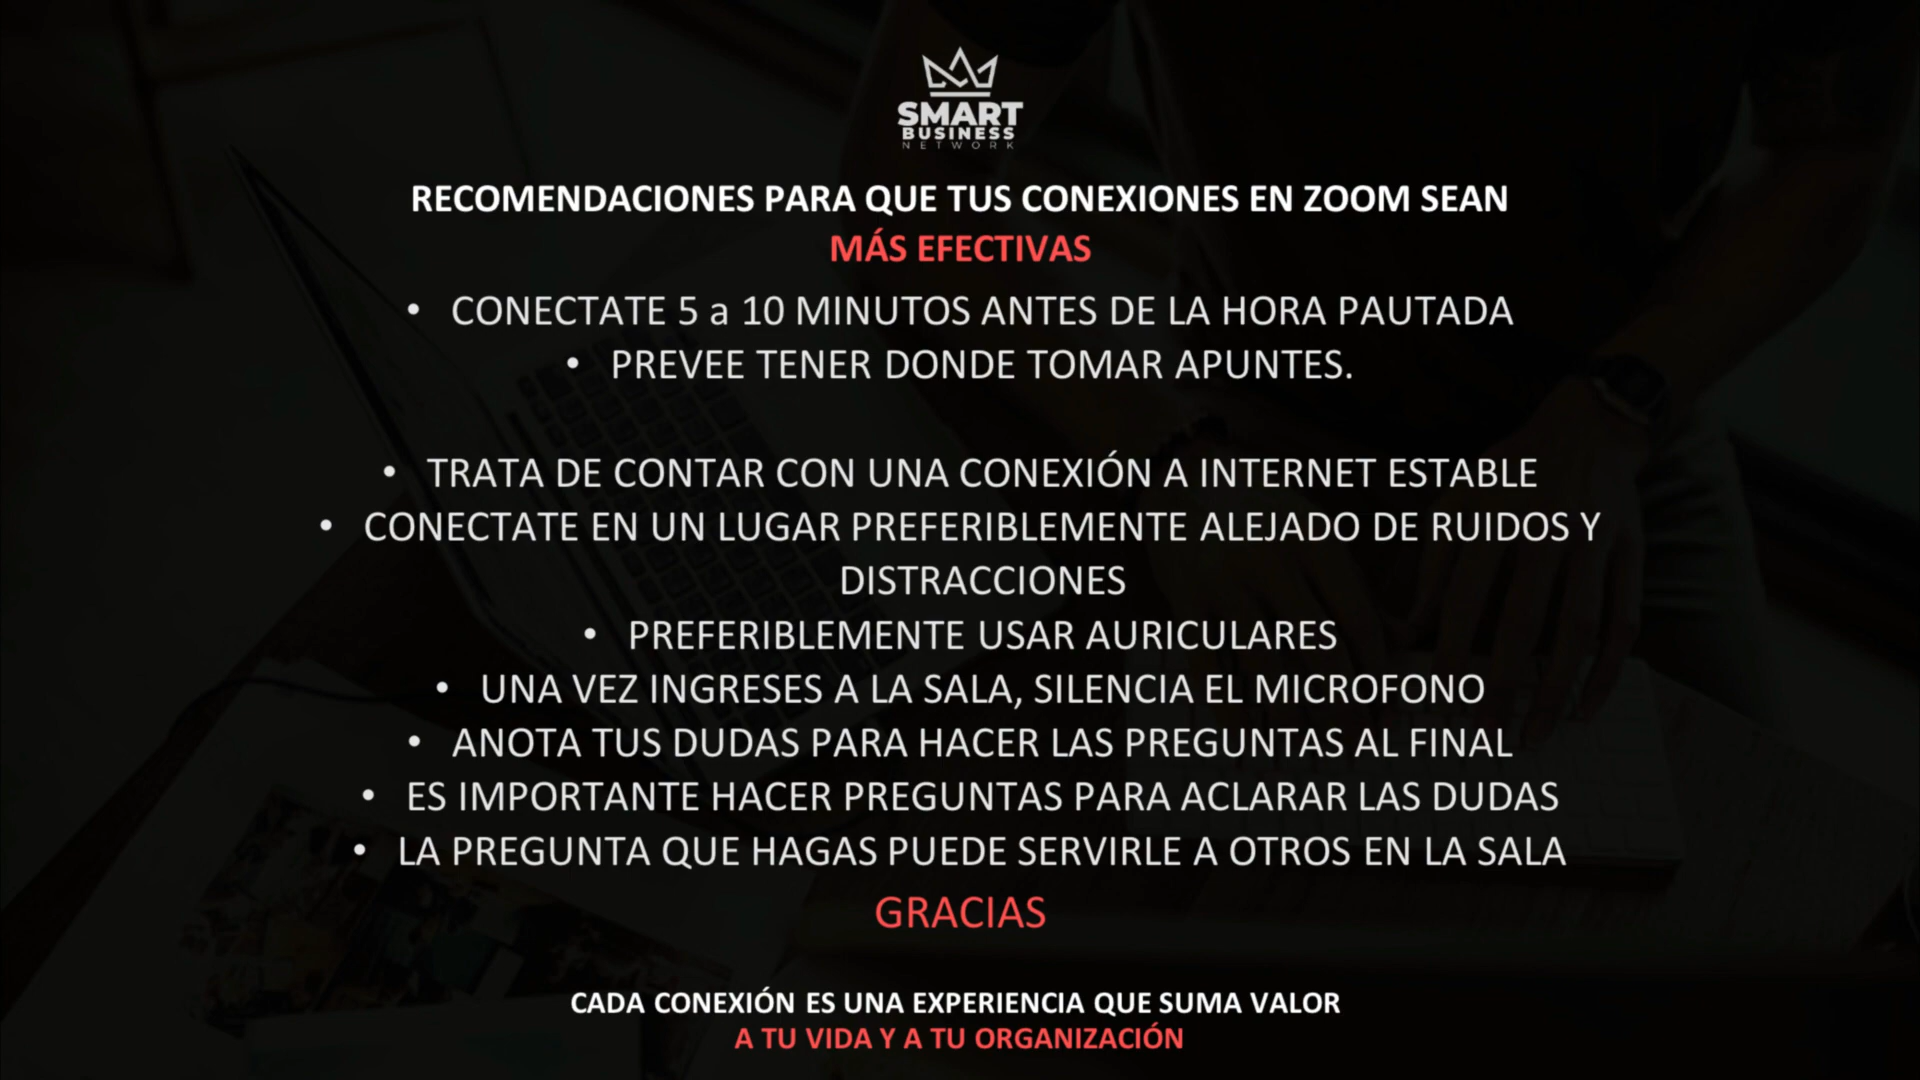 SMART
BUSINESS
NETWORK
RECOMENDACIONES PARA QUE TUS CONEXIONES EN ZOOM SEAN
MÁS EFECTIVAS
• CONECTATE 5 a 10 MINUTOS ANTES DE LA HORA PAUTADA
• PREVEE TENER DONDE TOMAR APUNTES.
• TRATA DE CONTAR CON UNA CONEXIÓN A INTERNET ESTABLE
• CONECTATE EN UN LUGAR PREFERIBLEMENTE ALEJADO DE RUIDOS Y
DISTRACCIONES
• PREFERIBLEMENTE USAR AURICULARES
• UNA VEZ INGRESES A LA SALA, SILENCIA EL MICROFONO
• ANOTA TUS DUDAS PARA HACER LAS PREGUNTAS AL FINAL
• ES IMPORTANTE HACER PREGUNTAS PARA ACLARAR LAS DUDAS
• LA PREGUNTA QUE HAGAS PUEDE SERVIRLE A OTROS EN LA SALA
GRACIAS
CADA CONEXIÓN ES UNA EXPERIENCIA QUE SUMA VALOR
A TU VIDA Y A TU ORGANIZACIÓN